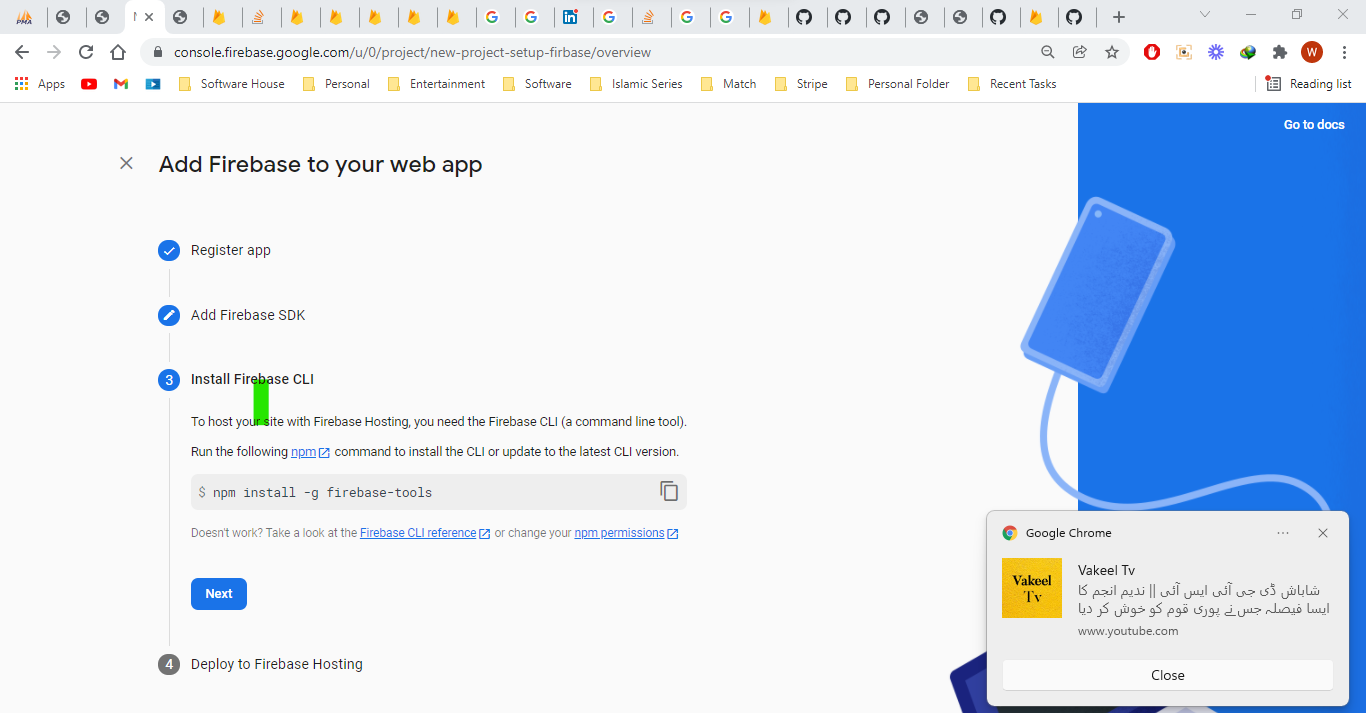 console.firebase.google.com/u/0/project/new-project-setup-firbase/overview
W
Apps
Software House
Personal
Entertainment
Software
Islamic Series
Match
Stripe
Personal Folder
Recent Tasks
Reading list
Go to docs
Add Firebase to your web app
Register app
Add Firebase SDK
3 Install Firebase CLI
To host your site with Firebase Hosting, you need the Firebase CLI (a command line tool).
Run the following npm command to install the CLI or update to the latest CLI version.
$ npm install -g firebase-tools
Doesn't work? Take a look at the Firebase CLI reference or change your npm permissions
Next
4 Deploy to Firebase Hosting
Google Chrome
Vakeel
Tv
Vakeel Tv
شاباش ڈی جی آئی ایس آئی || ندیم انجم کا
ایسا فیصلہ جس نے پوری قوم کو خوش کر دیا
www.youtube.com
Close